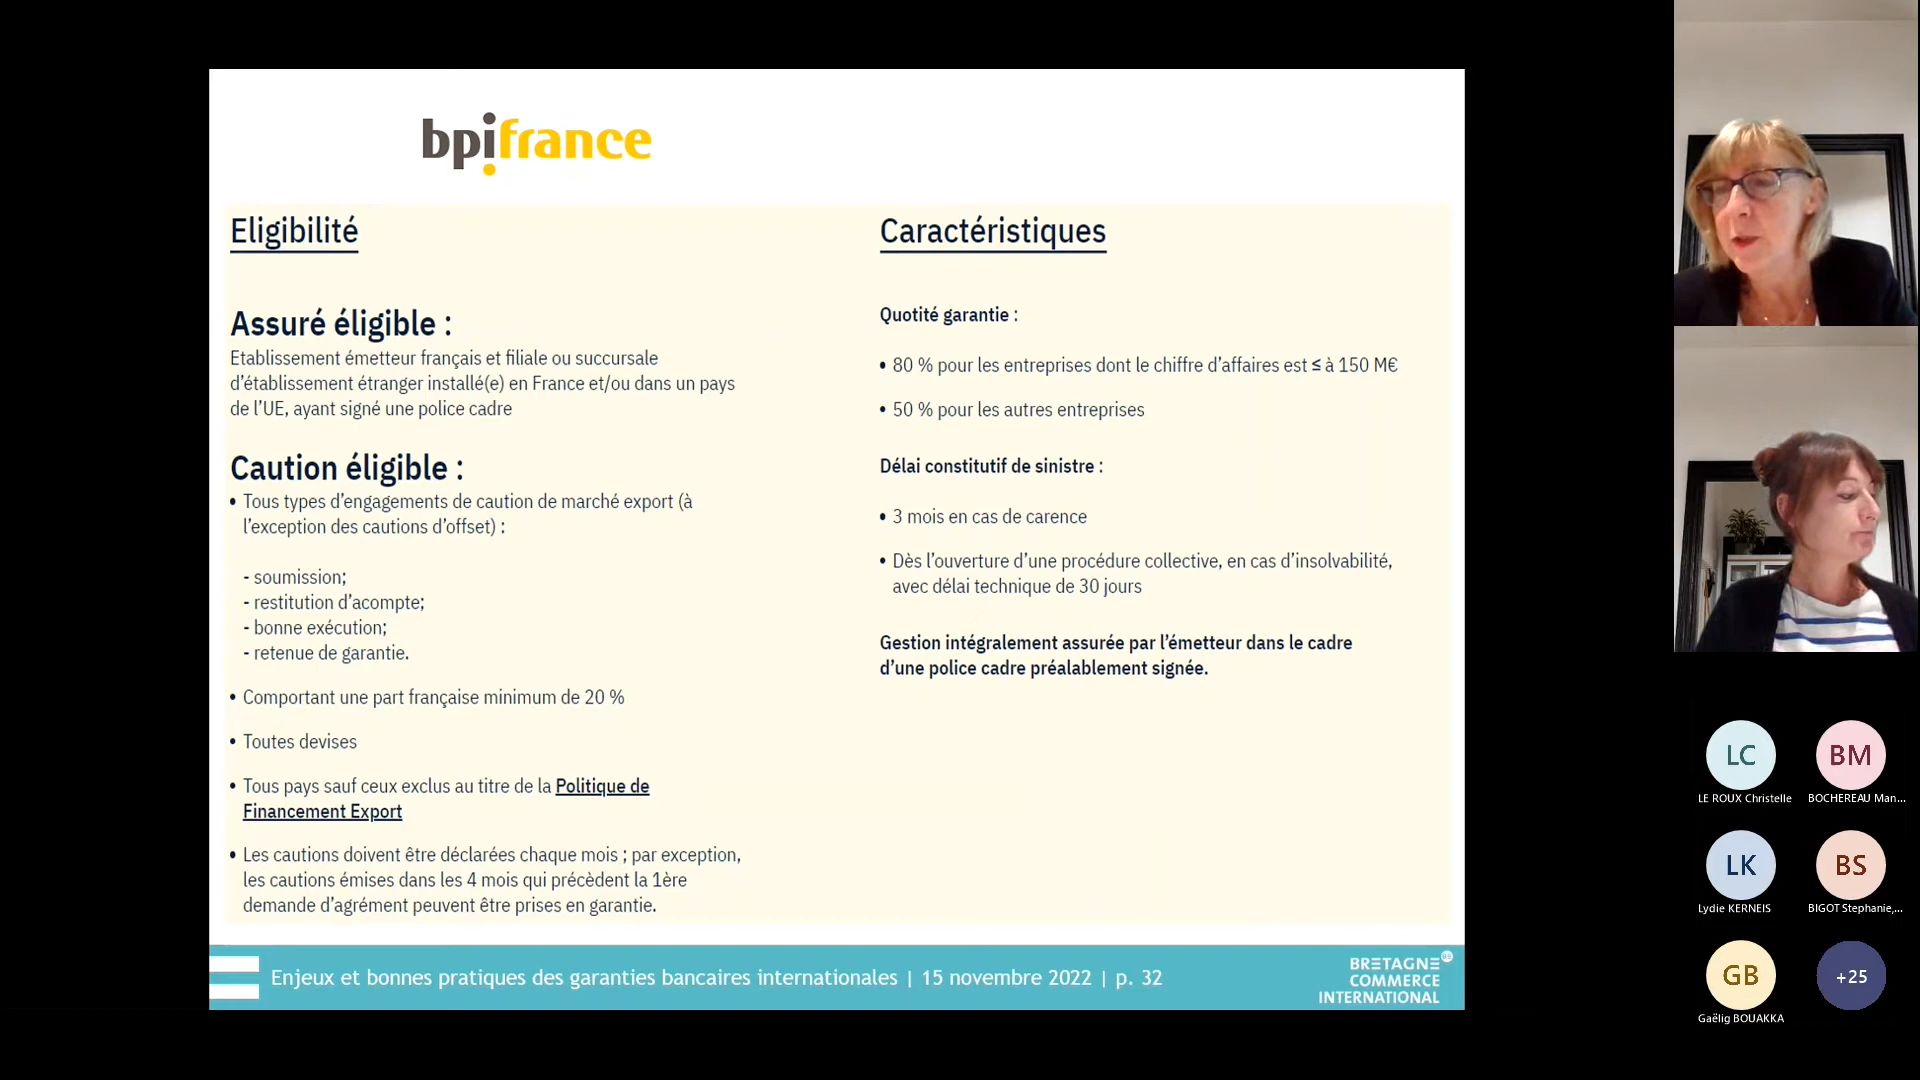 bpifrance
Eligibilité
Assuré éligible :
Etablissement émetteur français et filiale ou succursale
d’établissement étranger installé(e) en France et/ou dans un pays
de l’UE, ayant signé une police cadre
Caution éligible :
• Tous types d’engagements de caution de marché export (à
l’exception des cautions d’offset) :
- soumission;
- restitution d’acompte;
- bonne exécution;
- retenue de garantie.
• Comportant une part française minimum de 20 %
• Toutes devises
• Tous pays sauf ceux exclus au titre de la Politique de
Financement Export
• Les cautions doivent être déclarées chaque mois ; par exception,
les cautions émises dans les 4 mois qui précèdent la 1ère
demande d’agrément peuvent être prises en garantie.
Caractéristiques
Quotité garantie :
• 80 % pour les entreprises dont le chiffre d’affaires est ≤ à 150 M€
• 50 % pour les autres entreprises
Délai constitutif de sinistre :
• 3 mois en cas de carence
• Dès l’ouverture d’une procédure collective, en cas d’insolvabilité,
avec délai technique de 30 jours
Gestion intégralement assurée par l’émetteur dans le cadre
d’une police cadre préalablement signée.
Enjeux et bonnes pratiques des garanties bancaires internationales | 15 novembre 2022 | p. 32
BRETAGNE
COMMERCE
INTERNATIONAL
LC
LE ROUX Christelle
BM
BOCHEREAU Man...
LK
Lydie KERNEIS
BS
BIGOT Stephanie,...
GB
Gaëlig BOUAKKA
+25